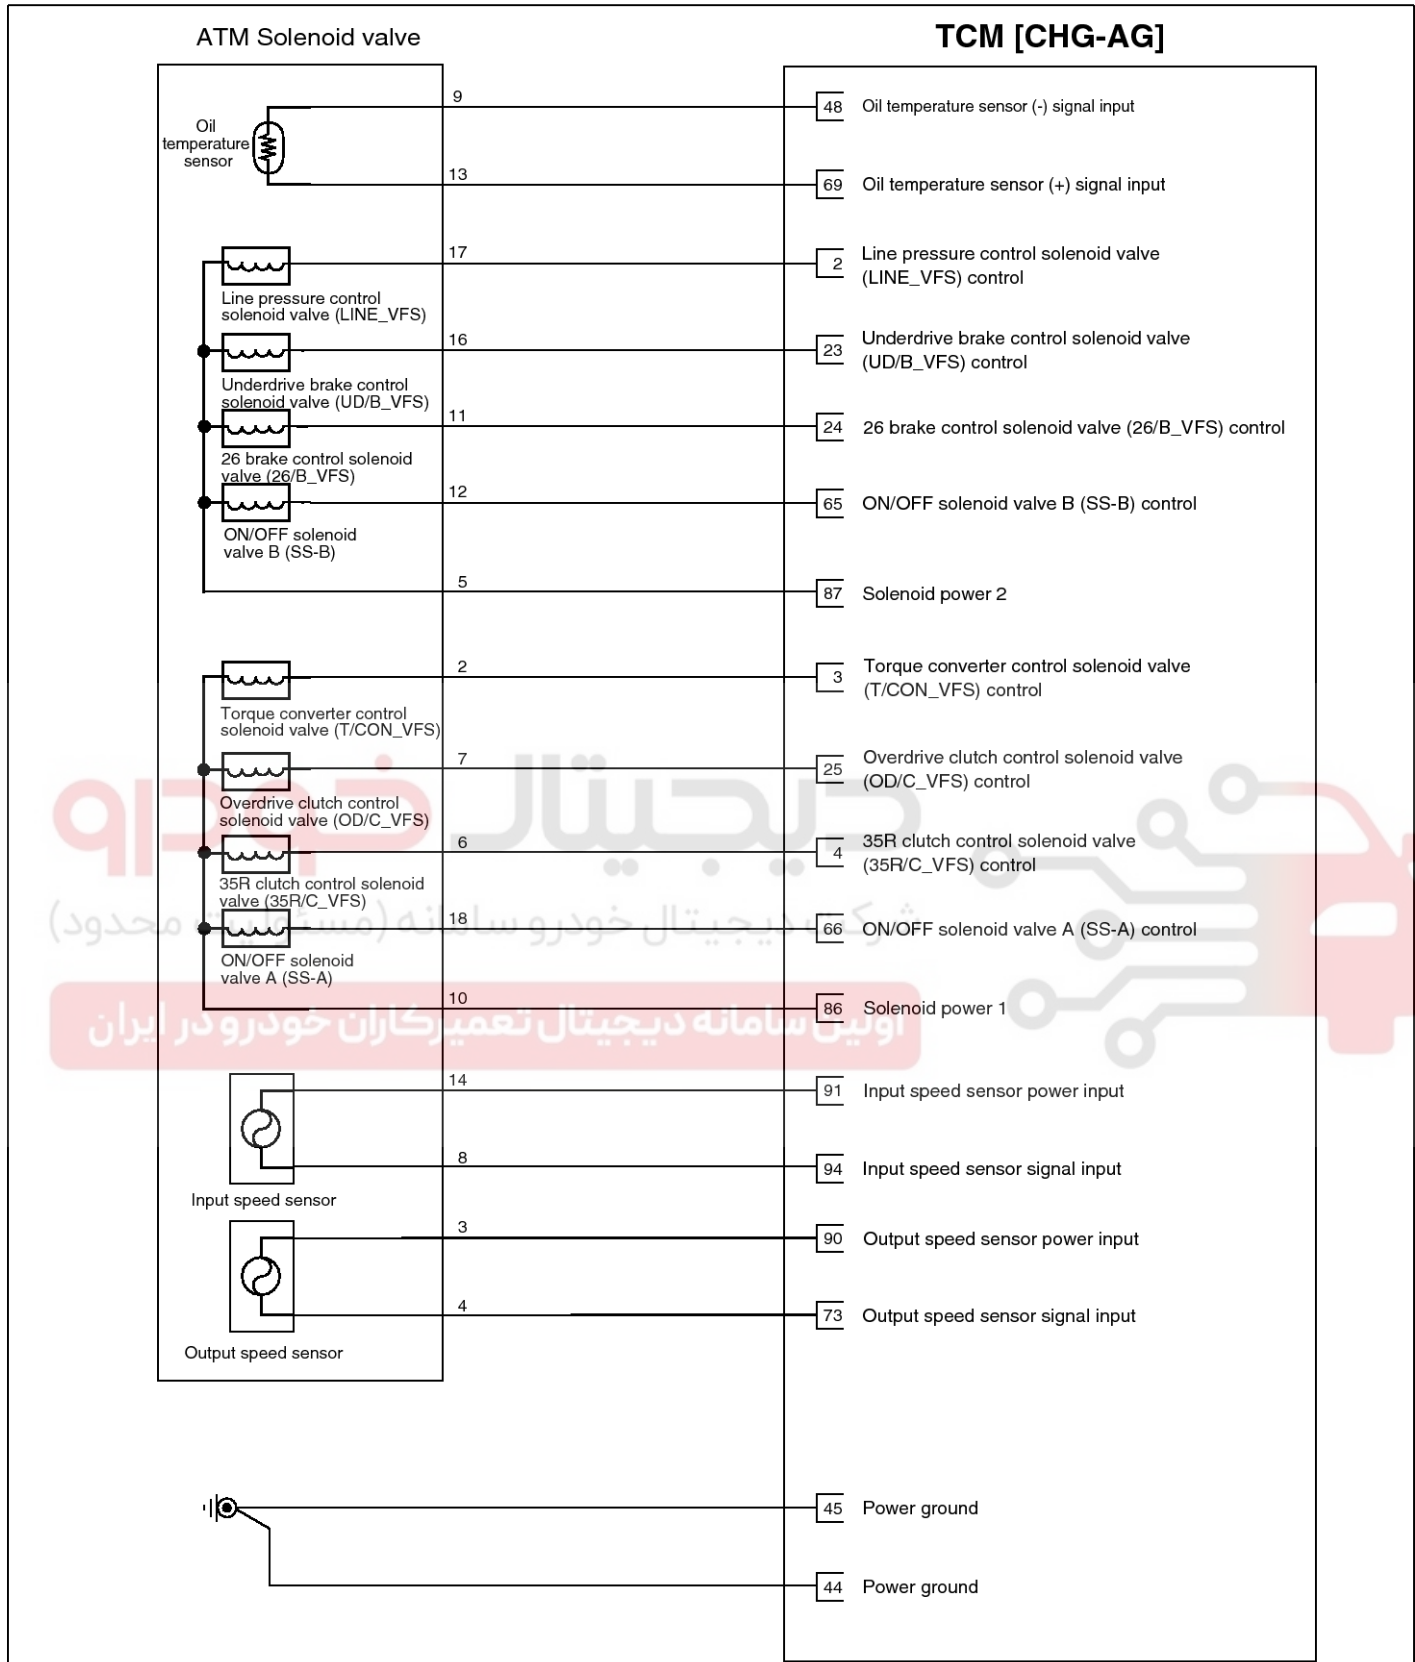 ATM Solenoid valve
TCM [CHG-AG]
Oil
temperature
sensor
9
48 Oil temperature sensor (-) signal input
13
69 Oil temperature sensor (+) signal input
17
2 Line pressure control solenoid valve
(LINE_VFS) control
Line pressure control
solenoid valve (LINE_VFS)
16
23 Underdrive brake control solenoid valve
(UD/B_VFS) control
Underdrive brake control
solenoid valve (UD/B_VFS)
11
24 26 brake control solenoid valve (26/B_VFS) control
26 brake control solenoid
valve (26/B_VFS)
12
65 ON/OFF solenoid valve B (SS-B) control
ON/OFF solenoid
valve B (SS-B)
5
87 Solenoid power 2
2
3 Torque converter control solenoid valve
(T/CON_VFS) control
Torque converter control
solenoid valve (T/CON_VFS)
7
25 Overdrive clutch control solenoid valve
(OD/C_VFS) control
دیجیتال خودرو
Overdrive clutch control
solenoid valve (OD/C_VFS)
6
4 35R clutch control solenoid valve
(35R/C_VFS) control
35R clutch control solenoid
valve (35R/C_VFS)
شرکت دیجیتال خودرو سامانه (مسئولیت محدود)
18
66 ON/OFF solenoid valve A (SS-A) control
ON/OFF solenoid
valve A (SS-A)
10
86 Solenoid power 1
اولین سامانه دیجیتال تعمیرکاران خودرو در ایران
14
91 Input speed sensor power input
8
94 Input speed sensor signal input
Input speed sensor
3
90 Output speed sensor power input
4
73 Output speed sensor signal input
Output speed sensor
45 Power ground
44 Power ground